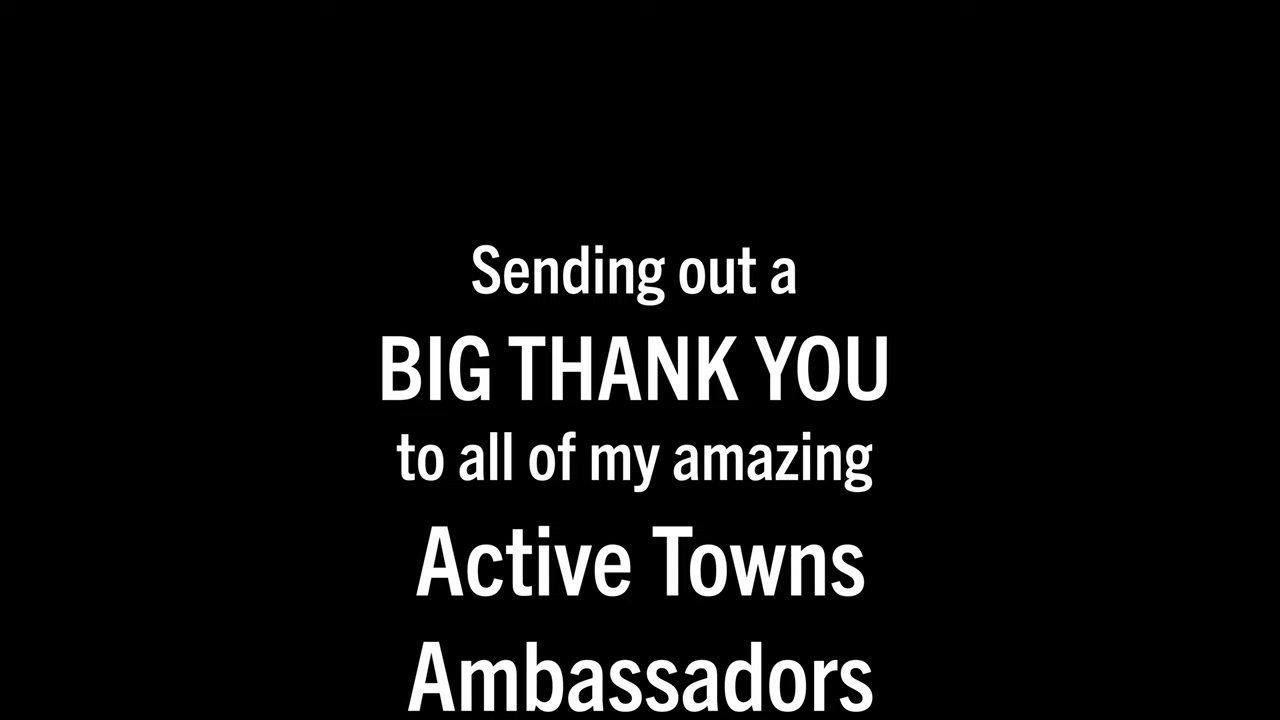 Sending out a
BIG THANK YOU
to all of my amazing
Active Towns
Ambassadors